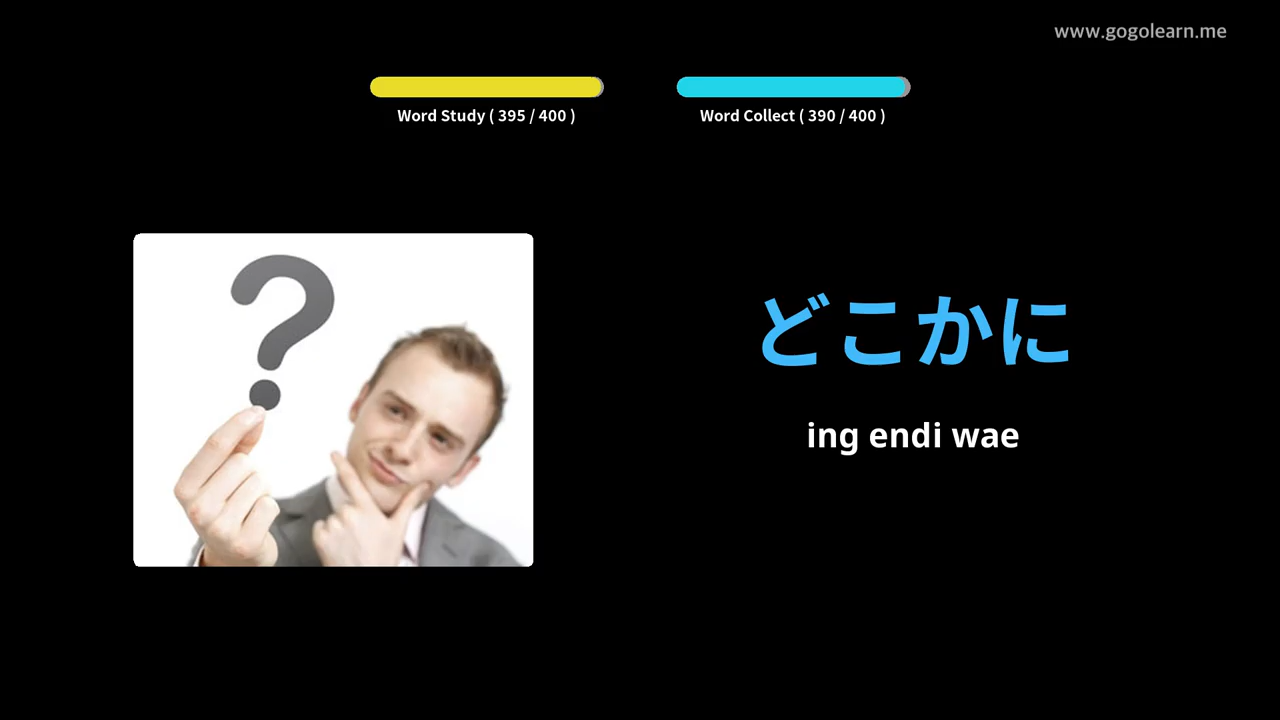 www.gogolearn.me
Word Study ( 395 / 400 )
Word Collect ( 390 / 400 )
どこかに
ing endi wae